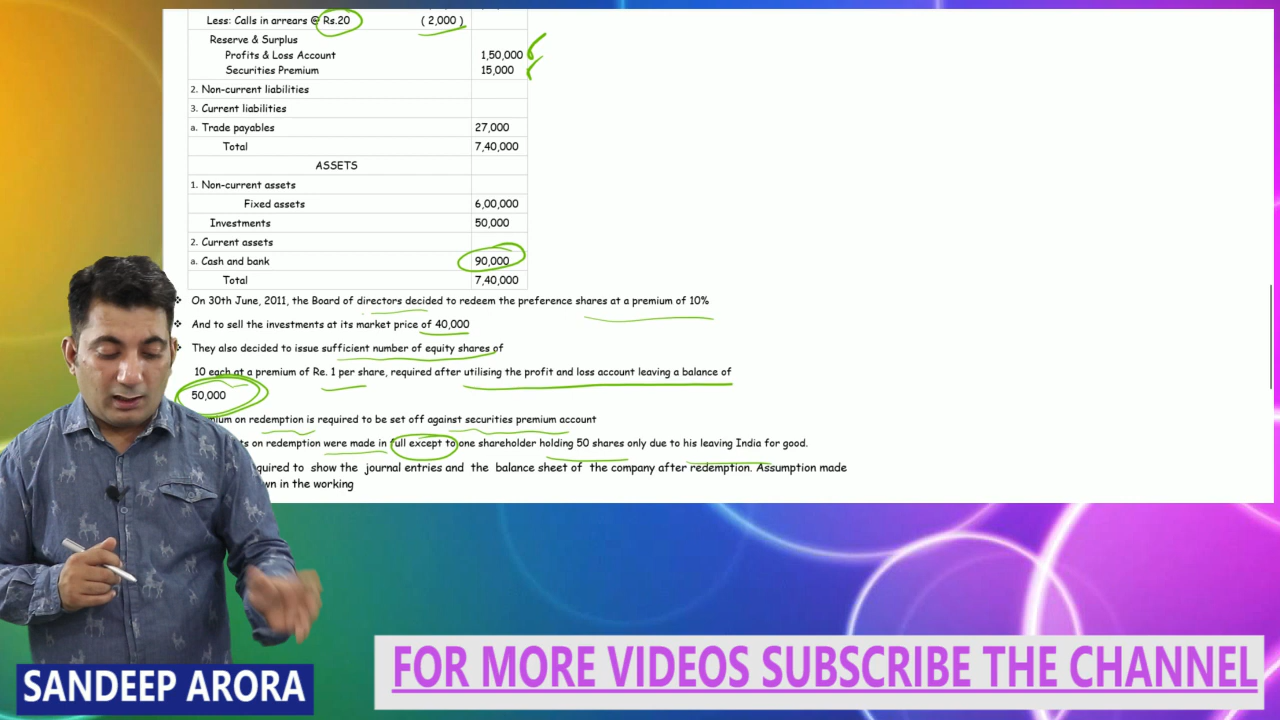 Less: Calls in arrears @ Rs.20 ( 2,000 )
Reserve & Surplus
Profits & Loss Account 1,50,000
Securities Premium 15,000
2. Non-current liabilities
3. Current liabilities
a. Trade payables 27,000
Total 7,40,000
ASSETS
1. Non-current assets
Fixed assets 6,00,000
Investments 50,000
2. Current assets
a. Cash and bank 90,000
Total 7,40,000
On 30th June, 2011, the Board of directors decided to redeem the preference shares at a premium of 10%
And to sell the investments at its market price of 40,000
They also decided to issue sufficient number of equity shares of
10 each at a premium of Re. 1 per share, required after utilising the profit and loss account leaving a balance of
50,000
on redemption is required to be set off against securities premium account
on redemption were made in full except to one shareholder holding 50 shares only due to his leaving India for good.
to show the journal entries and the balance sheet of the company after redemption. Assumption made
in the working
SANDEEP ARORA
FOR MORE VIDEOS SUBSCRIBE THE CHANNEL